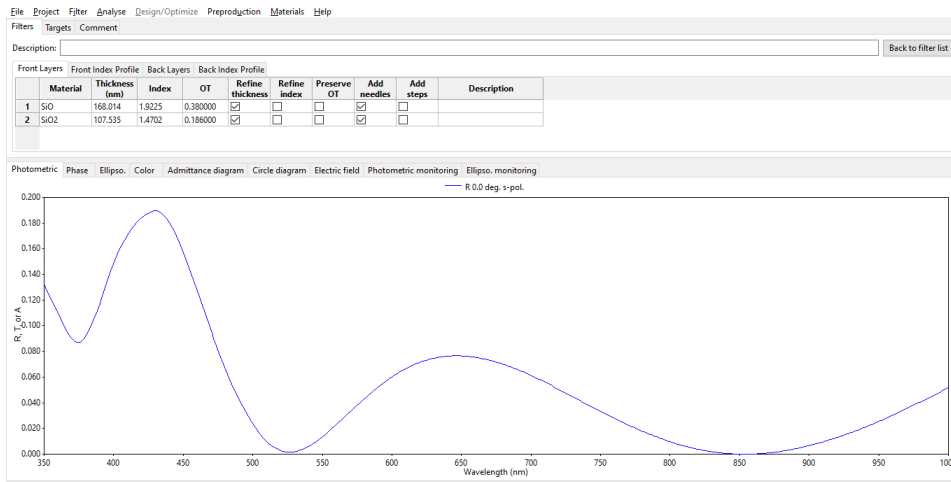 File Project Filter Analyse Design/Optimize Preproduction Materials Help
Filters Targets Comment
Description: Back to filter list
Front Layers Front Index Profile Back Layers Back Index Profile
Material Thickness (nm) Index OT Refine thickness Refine index Preserve OT Add needles Add steps Description
1 SiO 168.014 1.9225 0.380000
2 SiO2 107.535 1.4702 0.186000
Photometric Phase Ellipso. Color Admittance diagram Circle diagram Electric field Photometric monitoring Ellipso. monitoring
R 0.0 deg. s-pol.
0.200
0.180
0.160
0.140
0.120
0.100
0.080
0.060
0.040
0.020
0.000
R, T, or A
350 400 450 500 550 600 650 700 750 800 850 900 950 100
Wavelength (nm)